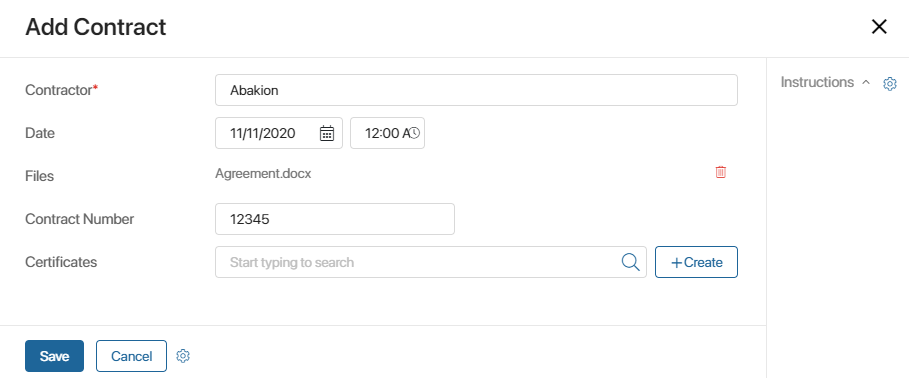 Add Contract
Instructions
Contractor* Abakion
Date 11/11/2020 12:00 A
Files Agreement.docx
Contract Number 12345
Certificates Start typing to search +Create
Save Cancel